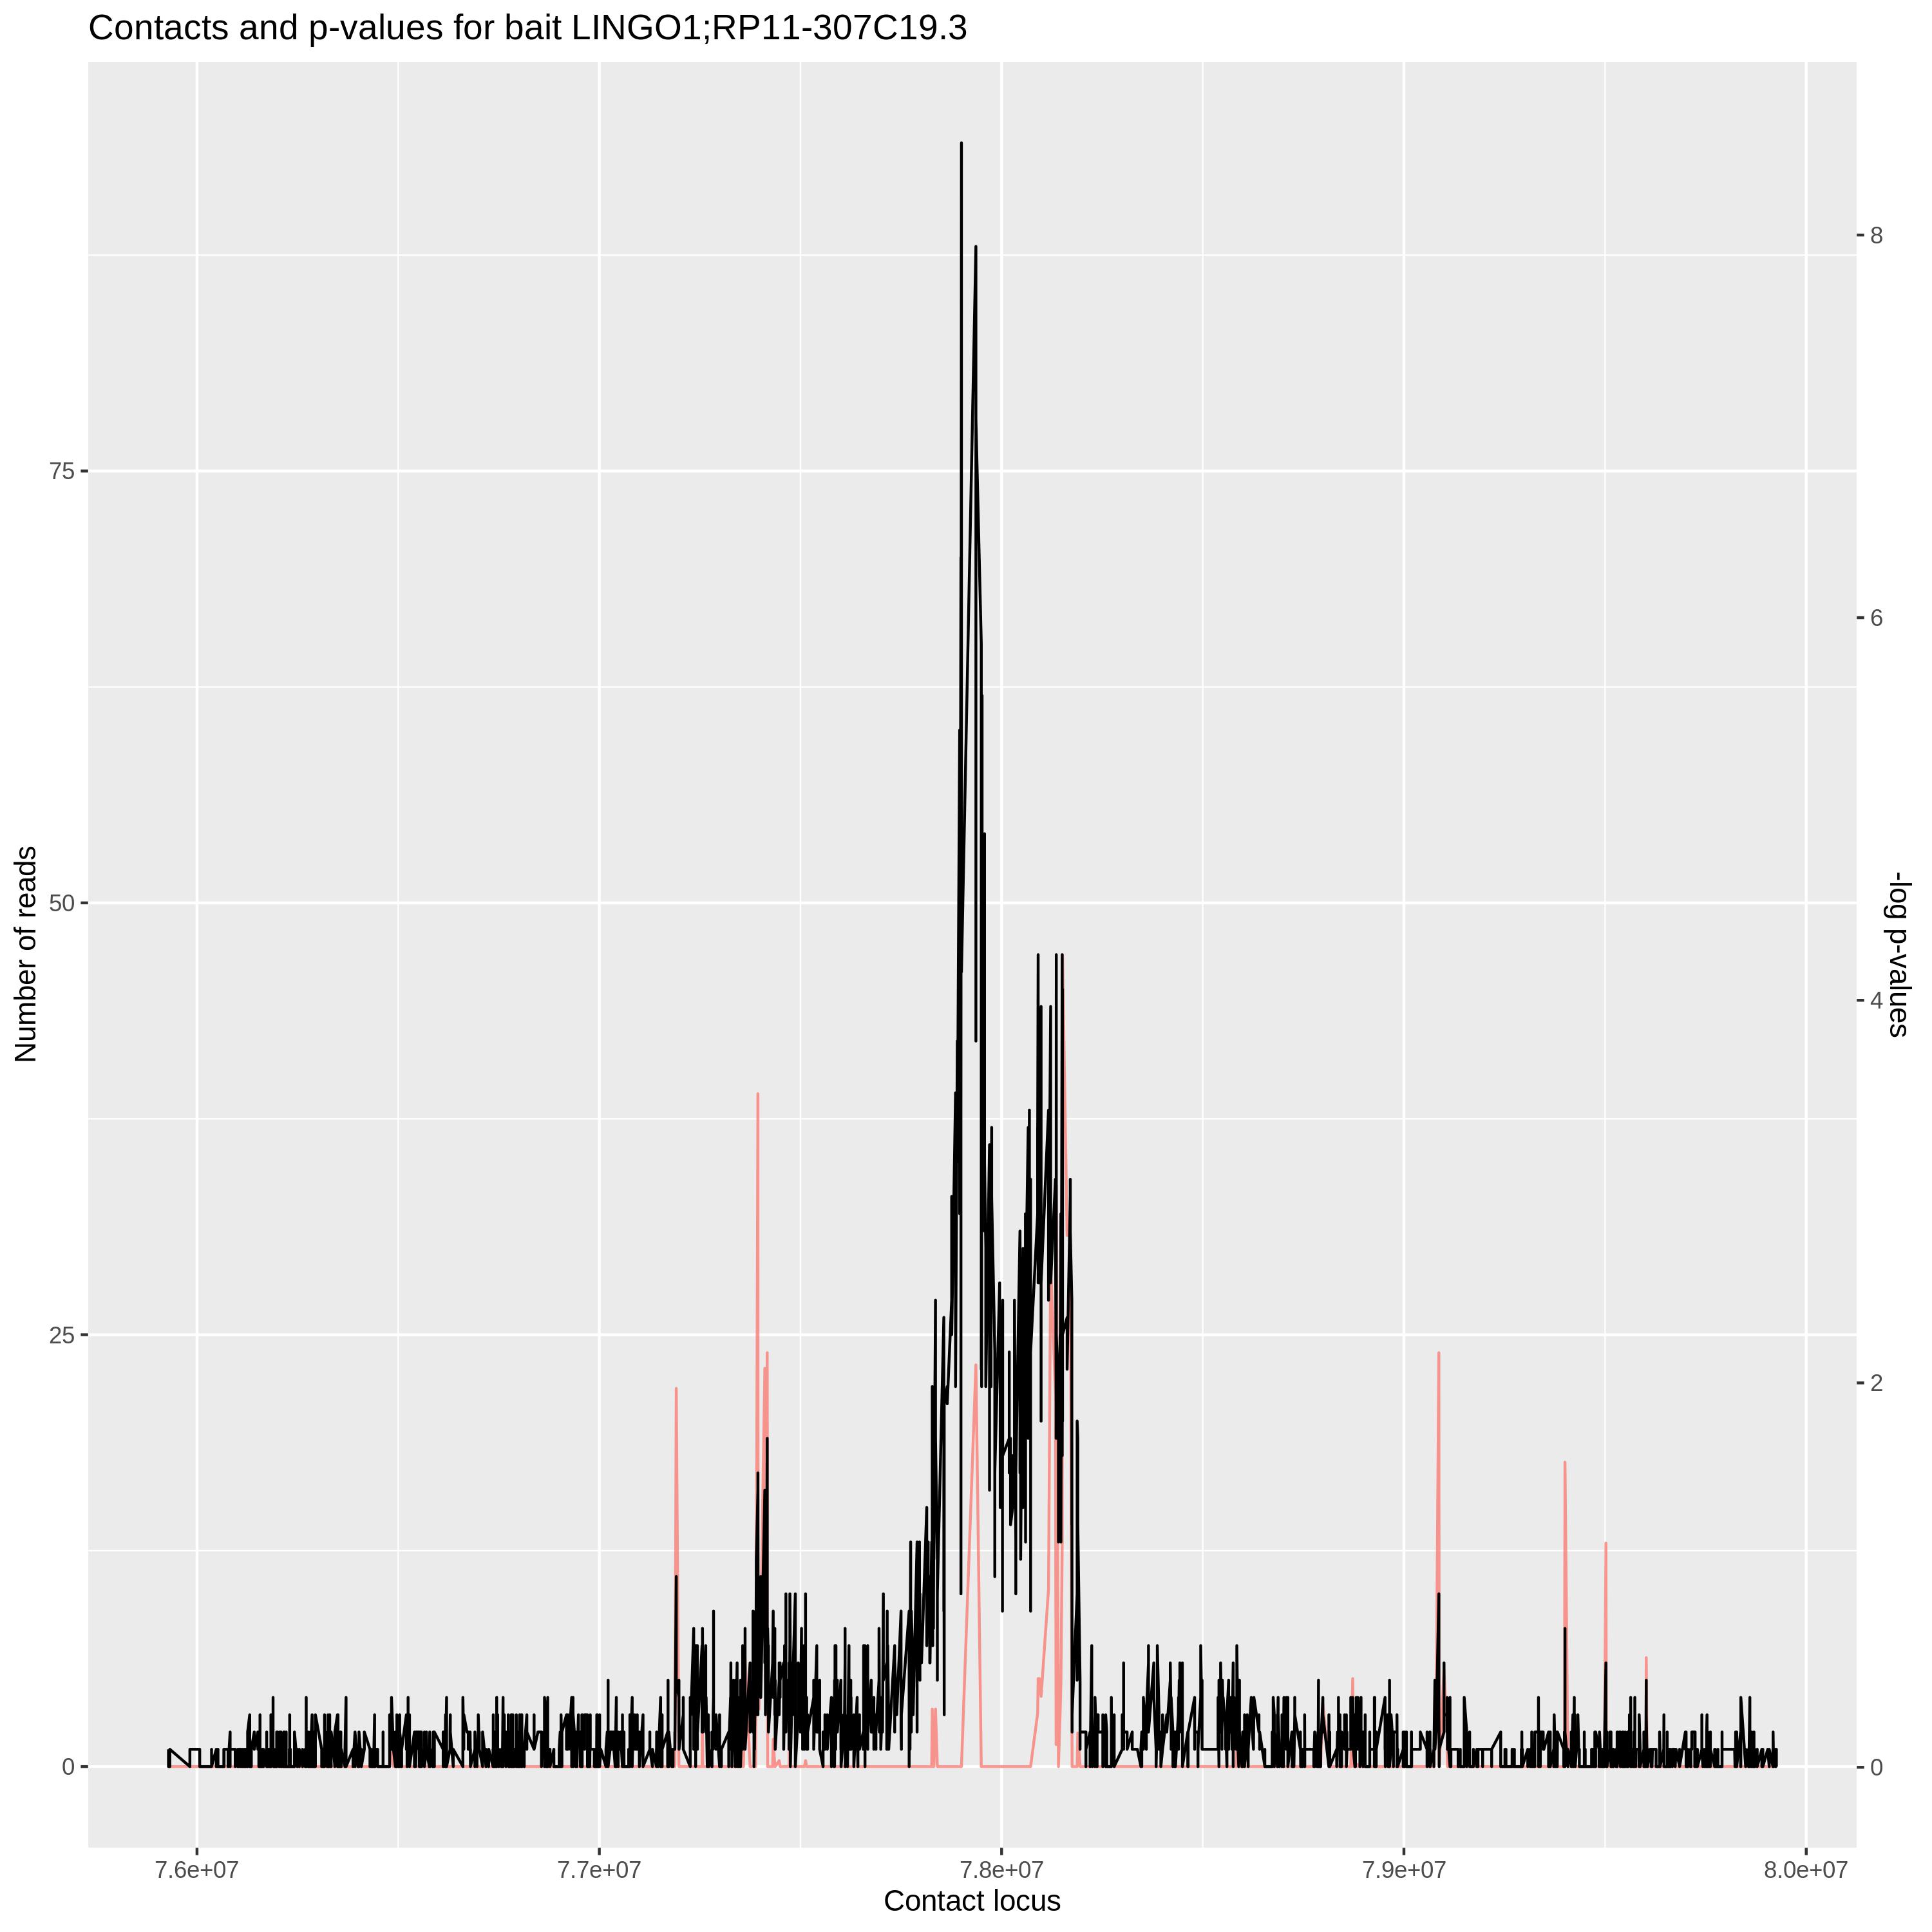 Contacts and p-values for bait LINGO1;RP11-307C19.3
Number of reads
75
50
25
0
8
6
4
2
0
-log p-values
7.6e+07 7.7e+07 7.8e+07 7.9e+07 8.0e+07
Contact locus